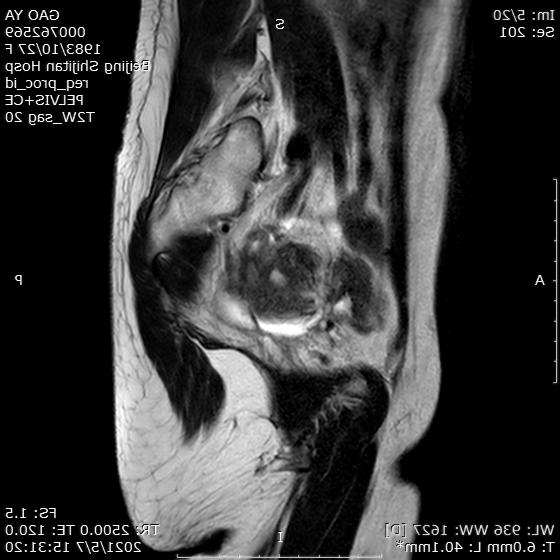 GAO YA
000762569
1983/10/27 F
Beijing Shijitan Hosp
req_proc_id
PELVIS+CE
T2W_sag 20
Im: 5/20
Se: 201
S
P
A
I
FS: 1.5
TR: 2500.0 TE: 120.0
2021/5/7 15:31:20
WL: 936 WW: 1627 [D]
T: 6.0mm L: 40.1mm*